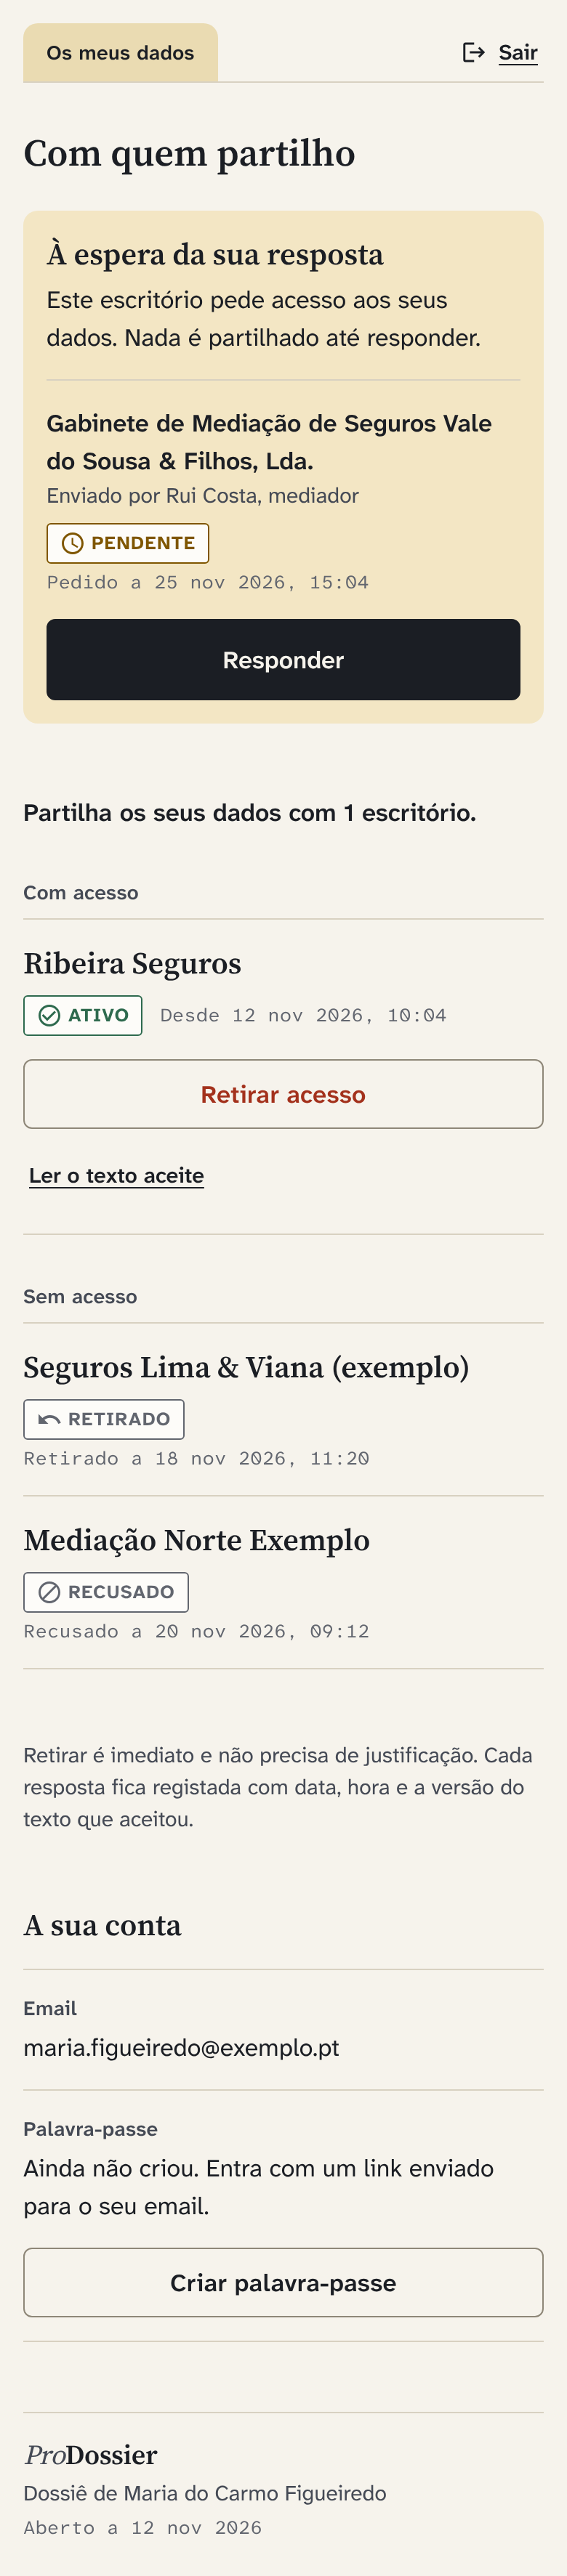 Os meus dados
Sair
Com quem partilho
À espera da sua resposta
Este escritório pede acesso aos seus
dados. Nada é partilhado até responder.
Gabinete de Mediação de Seguros Vale
do Sousa & Filhos, Lda.
Enviado por Rui Costa, mediador
PENDENTE
Pedido a 25 nov 2026, 15:04
Responder
Partilha os seus dados com 1 escritório.
Com acesso
Ribeira Seguros
ATIVO
Desde 12 nov 2026, 10:04
Retirar acesso
Ler o texto aceite
Sem acesso
Seguros Lima & Viana (exemplo)
RETIRADO
Retirado a 18 nov 2026, 11:20
Mediação Norte Exemplo
RECUSADO
Recusado a 20 nov 2026, 09:12
Retirar é imediato e não precisa de justificação. Cada
resposta fica registada com data, hora e a versão do
texto que aceitou.
A sua conta
Email
maria.figueiredo@exemplo.pt
Palavra-passe
Ainda não criou. Entra com um link enviado
para o seu email.
Criar palavra-passe
ProDossier
Dossiê de Maria do Carmo Figueiredo
Aberto a 12 nov 2026